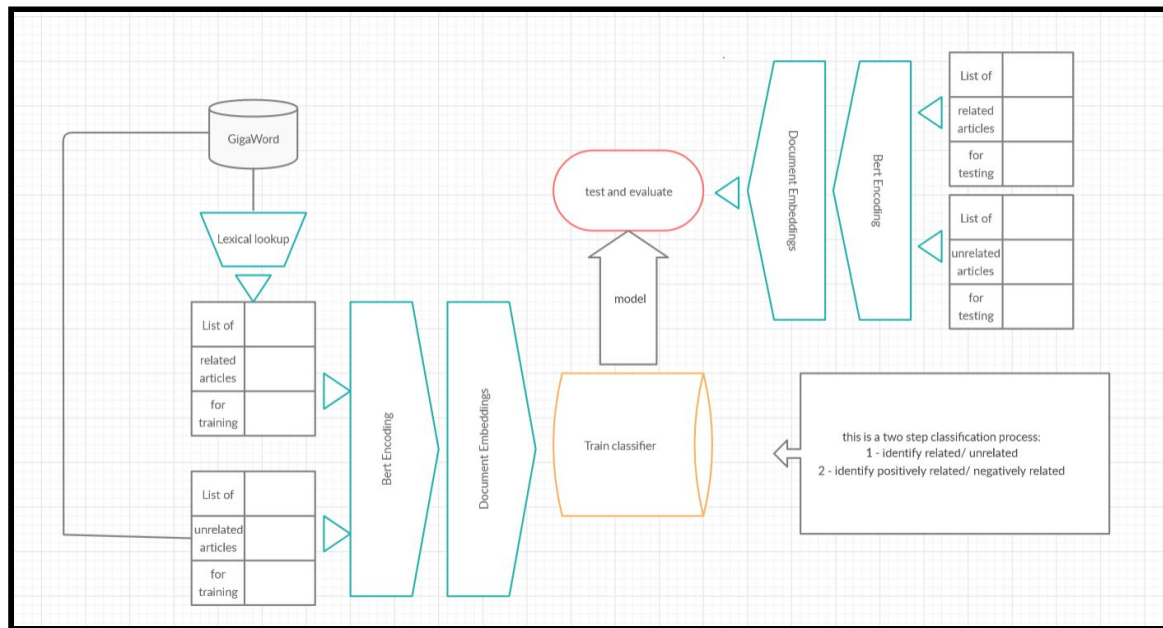 GigaWord
Lexical lookup
List of
related
articles
for
training
List of
unrelated
articles
for
training
Bert Encoding
Document Embeddings
Train classifier
model
test and evaluate
Document Embeddings
Bert Encoding
List of
related
articles
for
testing
List of
unrelated
articles
for
testing
this is a two step classification process:
1 - identify related/ unrelated
2 - identify positively related/ negatively related